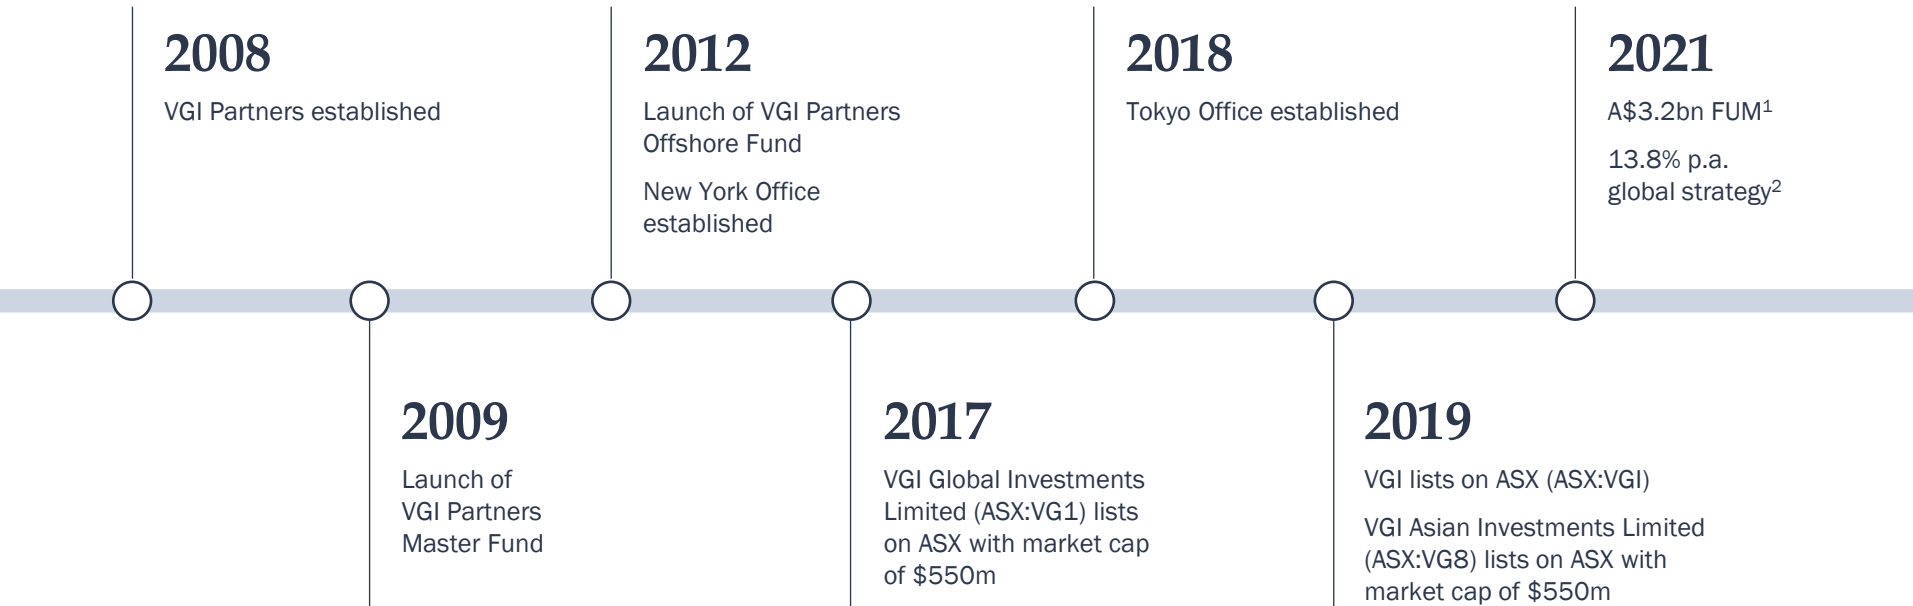 2008
VGI Partners established
2012
Launch of VGI Partners
Offshore Fund
New York Office
established
2018
Tokyo Office established
2021
A$3.2bn FUM¹
13.8% p.a.
global strategy²
2009
Launch of
VGI Partners
Master Fund
2017
VGI Global Investments
Limited (ASX:VG1) lists
on ASX with market cap
of $550m
2019
VGI lists on ASX (ASX:VGI)
VGI Asian Investments Limited
(ASX:VG8) lists on ASX with
market cap of $550m